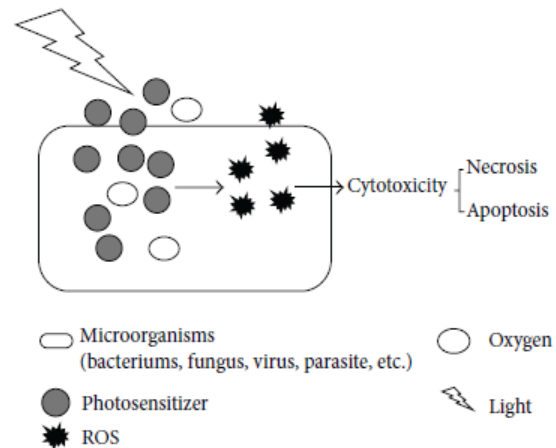 Cytotoxicity
Necrosis
Apoptosis
Microorganisms
(bacteriums, fungus, virus, parasite, etc.)
Oxygen
Photosensitizer
Light
ROS